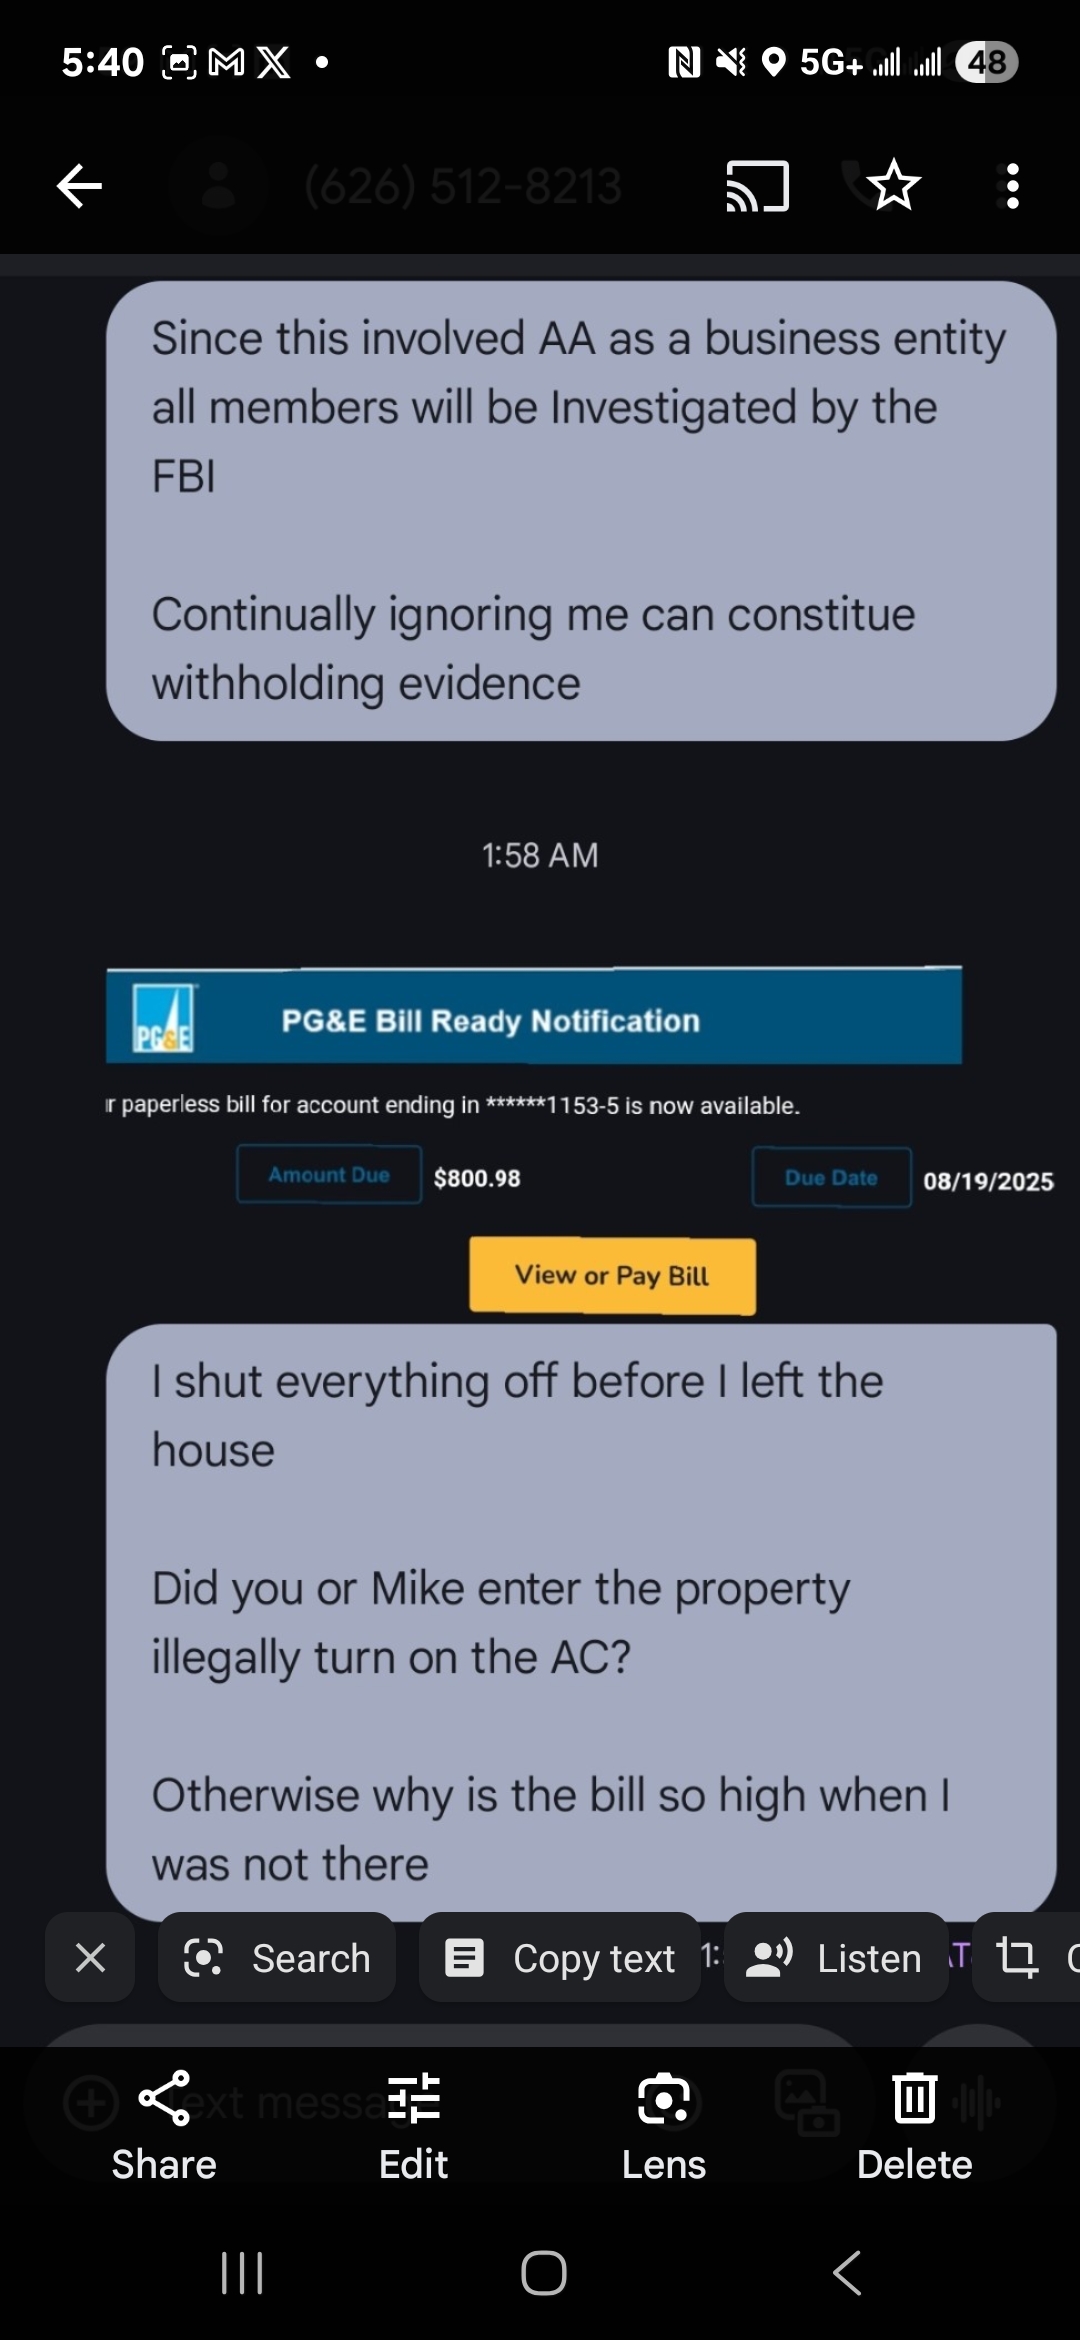 5:40
5G+
48
(626) 512-8213
Since this involved AA as a business entity
all members will be Investigated by the
FBI
Continually ignoring me can constitue
withholding evidence
1:58 AM
PG&E
PG&E Bill Ready Notification
r paperless bill for account ending in ******1153-5 is now available.
Amount Due $800.98 Due Date 08/19/2025
View or Pay Bill
I shut everything off before I left the
house
Did you or Mike enter the property
illegally turn on the AC?
Otherwise why is the bill so high when I
was not there
Search Copy text Listen
Share Edit Lens Delete